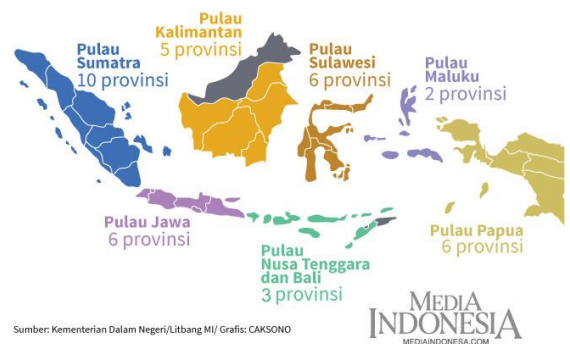 Pulau
Sumatra
10 provinsi
Pulau
Kalimantan
5 provinsi
Pulau
Sulawesi
6 provinsi
Pulau
Maluku
2 provinsi
Pulau Jawa
6 provinsi
Pulau
Nusa Tenggara
dan Bali
3 provinsi
Pulau Papua
6 provinsi
Sumber: Kementerian Dalam Negeri/Litbang MI/ Grafis: CAKSONO
MEDIA
INDONESIA
MEDIAINDONESA.COM